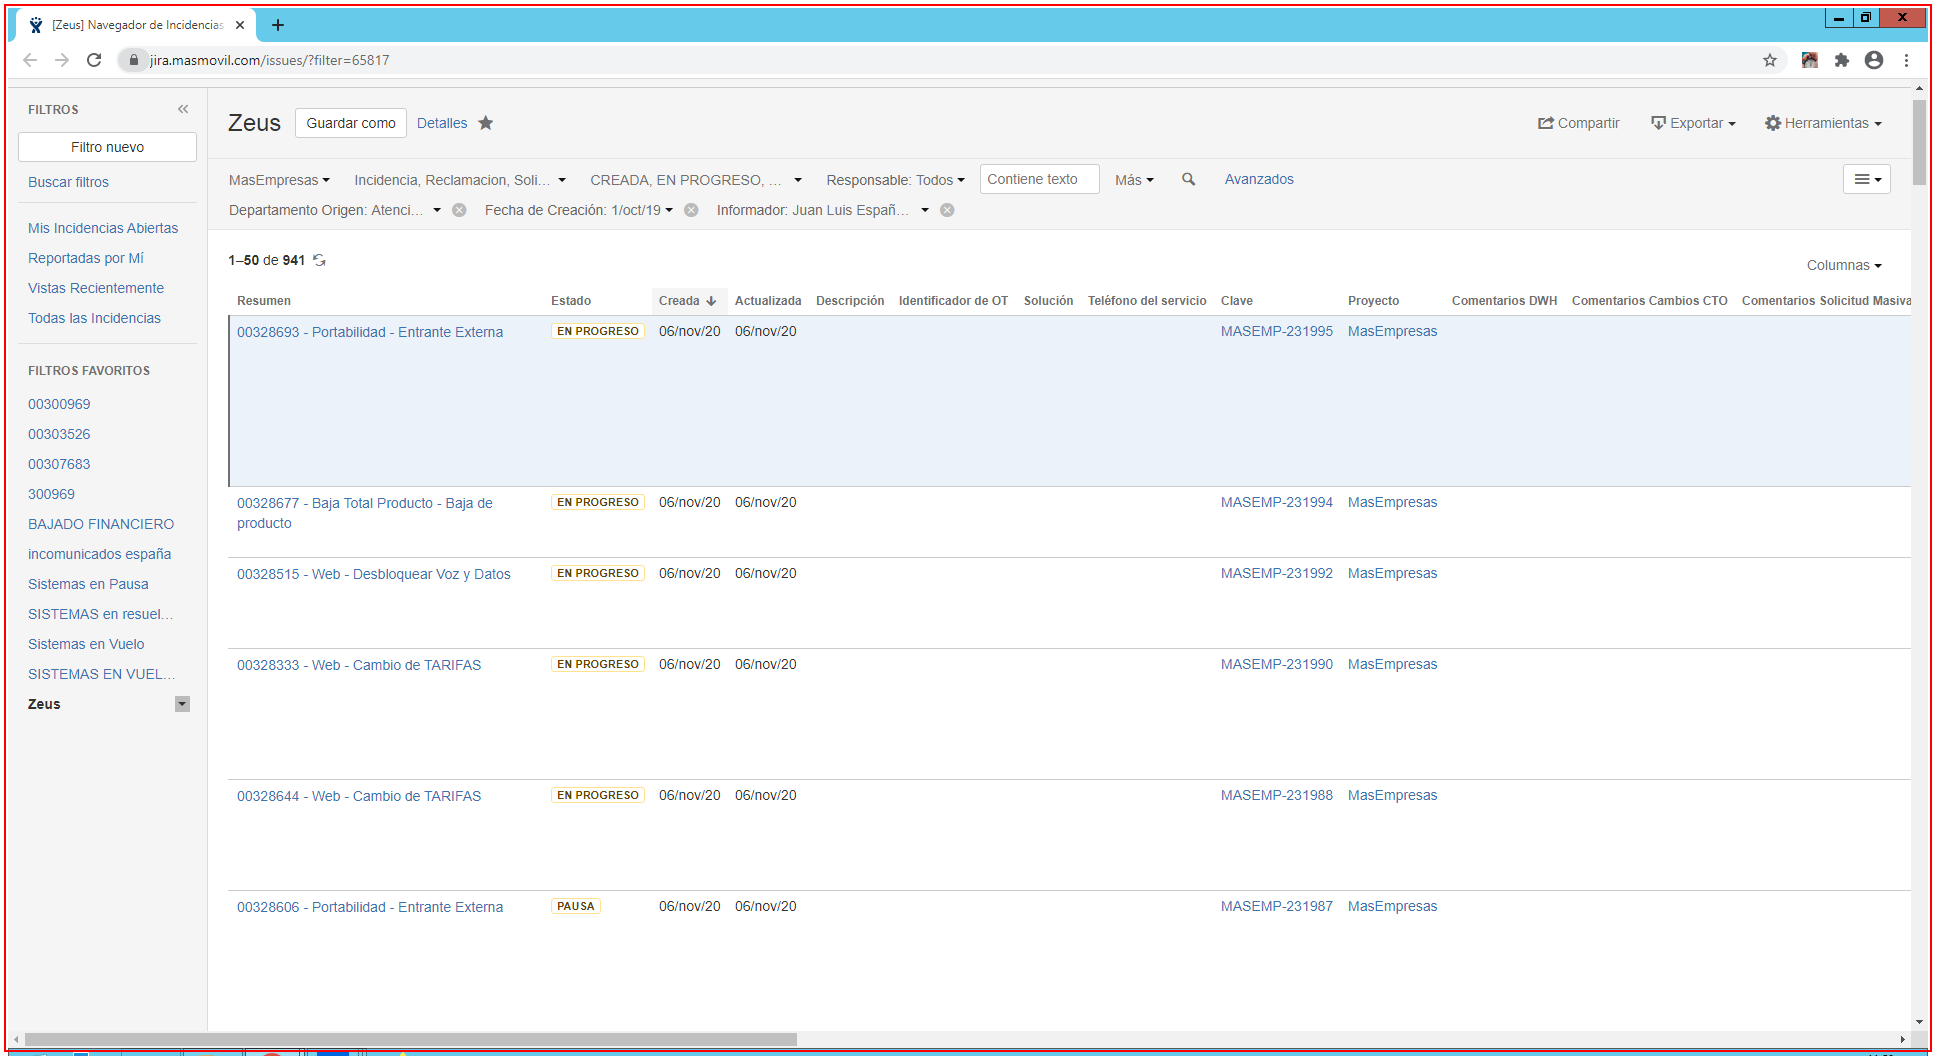 [Zeus] Navegador de Incidencias
jira.masmovil.com/issues/?filter=65817
FILTROS
Filtro nuevo
Buscar filtros
Mis Incidencias Abiertas
Reportadas por Mí
Vistas Recientemente
Todas las Incidencias
FILTROS FAVORITOS
00300969
00303526
00307683
300969
BAJADO FINANCIERO
incomunicados españa
Sistemas en Pausa
SISTEMAS en resuel...
Sistemas en Vuelo
SISTEMAS EN VUEL...
Zeus
Zeus Guardar como Detalles Compartir Exportar Herramientas
MasEmpresas Incidencia, Reclamacion, Soli... CREADA, EN PROGRESO, ... Responsable: Todos Contiene texto Más Avanzados
Departamento Origen: Atenci... Fecha de Creación: 1/oct/19 Informador: Juan Luis Españ...
1–50 de 941 Columnas
Resumen Estado Creada Actualizada Descripción Identificador de OT Solución Teléfono del servicio Clave Proyecto Comentarios DWH Comentarios Cambios CTO Comentarios Solicitud Masiva
00328693 - Portabilidad - Entrante Externa EN PROGRESO 06/nov/20 06/nov/20 MASEMP-231995 MasEmpresas
00328677 - Baja Total Producto - Baja de EN PROGRESO 06/nov/20 06/nov/20 MASEMP-231994 MasEmpresas
producto
00328515 - Web - Desbloquear Voz y Datos EN PROGRESO 06/nov/20 06/nov/20 MASEMP-231992 MasEmpresas
00328333 - Web - Cambio de TARIFAS EN PROGRESO 06/nov/20 06/nov/20 MASEMP-231990 MasEmpresas
00328644 - Web - Cambio de TARIFAS EN PROGRESO 06/nov/20 06/nov/20 MASEMP-231988 MasEmpresas
00328606 - Portabilidad - Entrante Externa PAUSA 06/nov/20 06/nov/20 MASEMP-231987 MasEmpresas